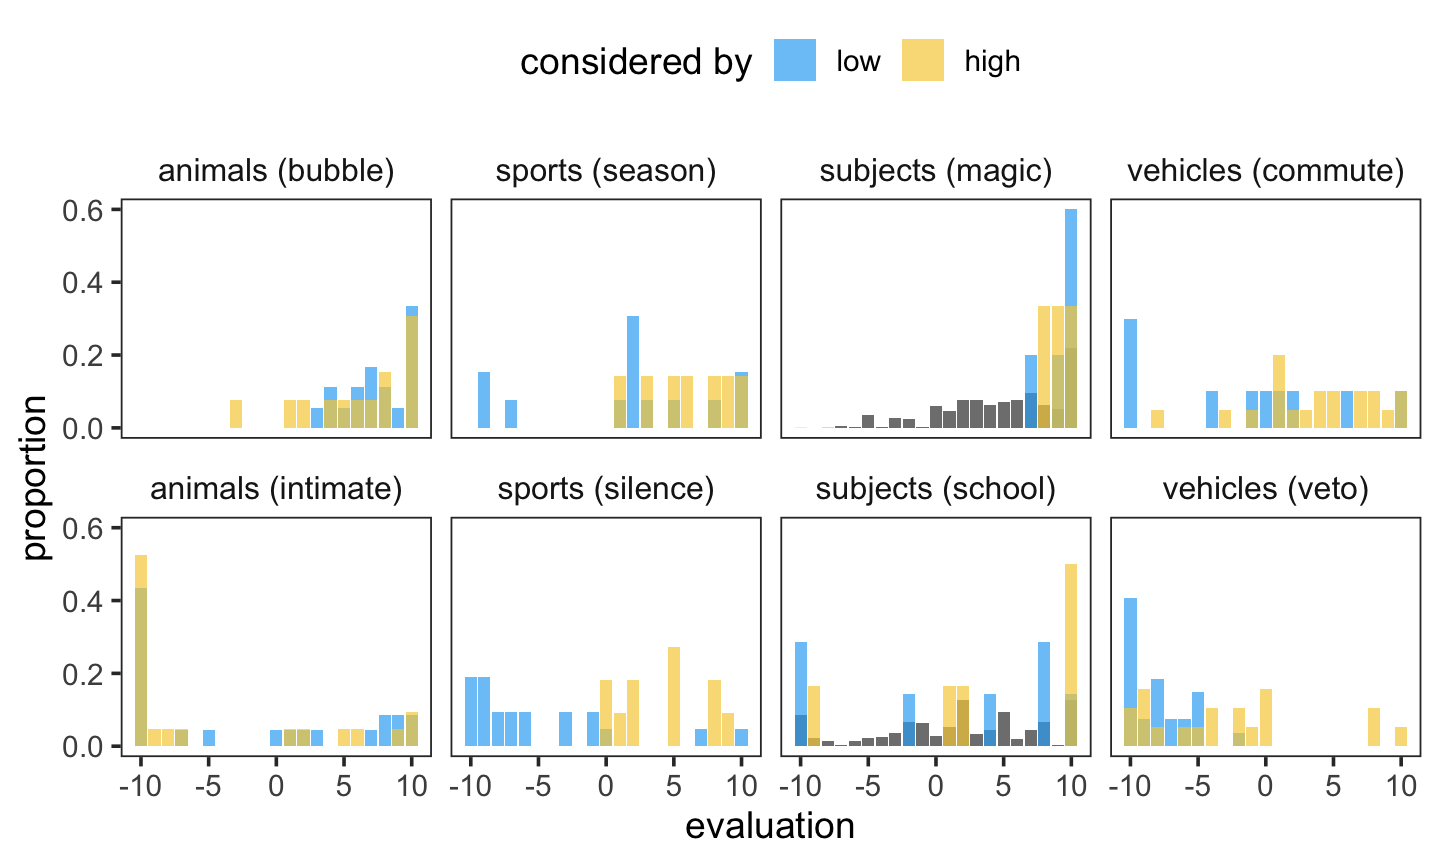 considered by low high
animals (bubble) sports (season) subjects (magic) vehicles (commute)
0.6
0.4
0.2
0.0
animals (intimate) sports (silence) subjects (school) vehicles (veto)
0.6
0.4
0.2
0.0
-10 -5 0 5 10 -10 -5 0 5 10 -10 -5 0 5 10 -10 -5 0 5 10
evaluation
proportion